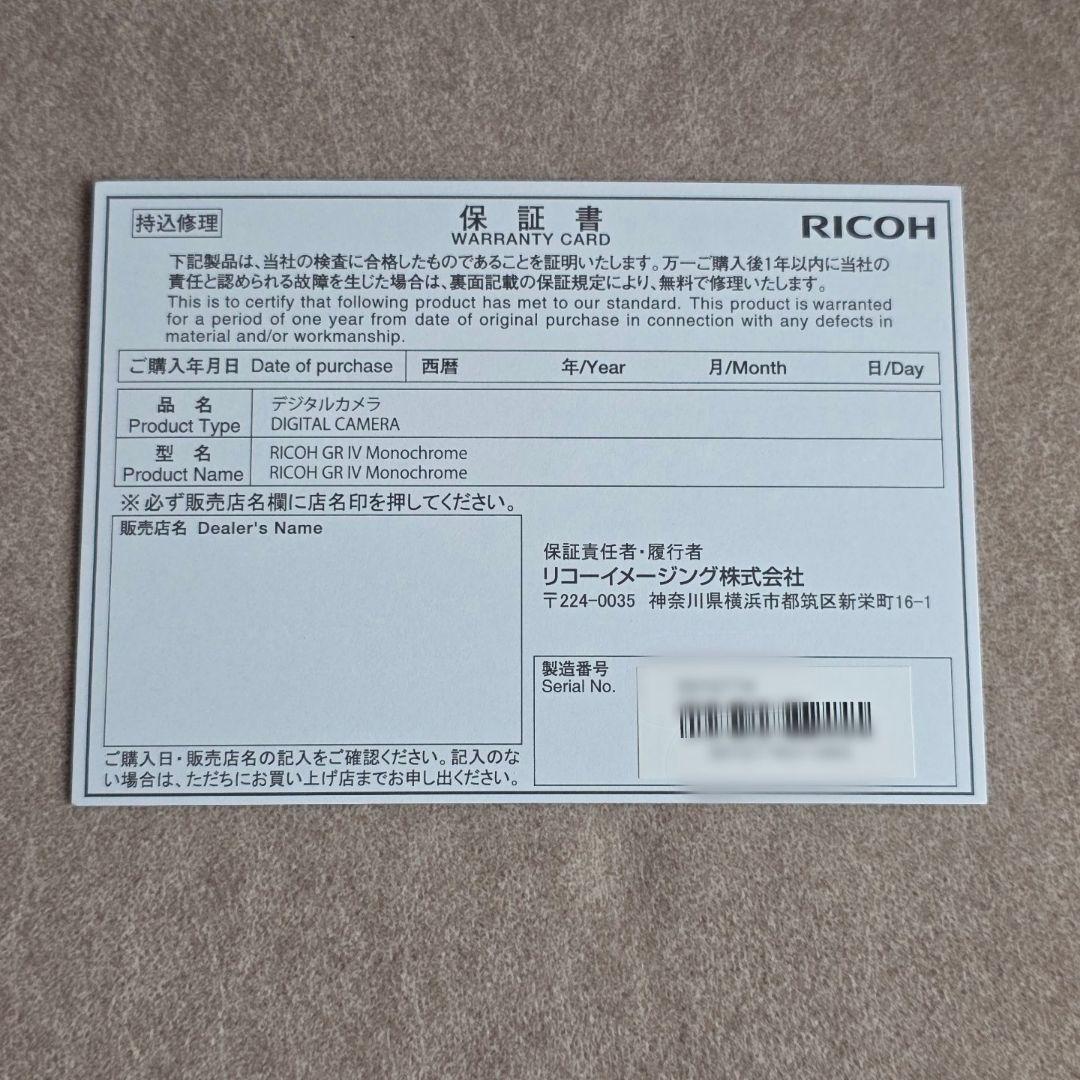 持込修理
保証書
WARRANTY CARD
RICOH
下記製品は、当社の検査に合格したものであることを証明いたします。万一ご購入後1年以内に当社の
責任と認められる故障を生じた場合は、裏面記載の保証規定により、無料で修理いたします。
This is to certify that following product has met to our standard. This product is warranted
for a period of one year from date of original purchase in connection with any defects in
material and/or workmanship.
ご購入年月日 Date of purchase 西暦 年/Year 月/Month 日/Day
品名 デジタルカメラ
Product Type DIGITAL CAMERA
型名 RICOH GR IV Monochrome
Product Name RICOH GR IV Monochrome
※必ず販売店名欄に店名印を押してください。
販売店名 Dealer's Name
保証責任者・履行者
リコーイメージング株式会社
〒224-0035 神奈川県横浜市都筑区新栄町16-1
製造番号
Serial No.
ご購入日・販売店名の記入をご確認ください。記入のな
い場合は、ただちにお買い上げ店までお申し出ください。